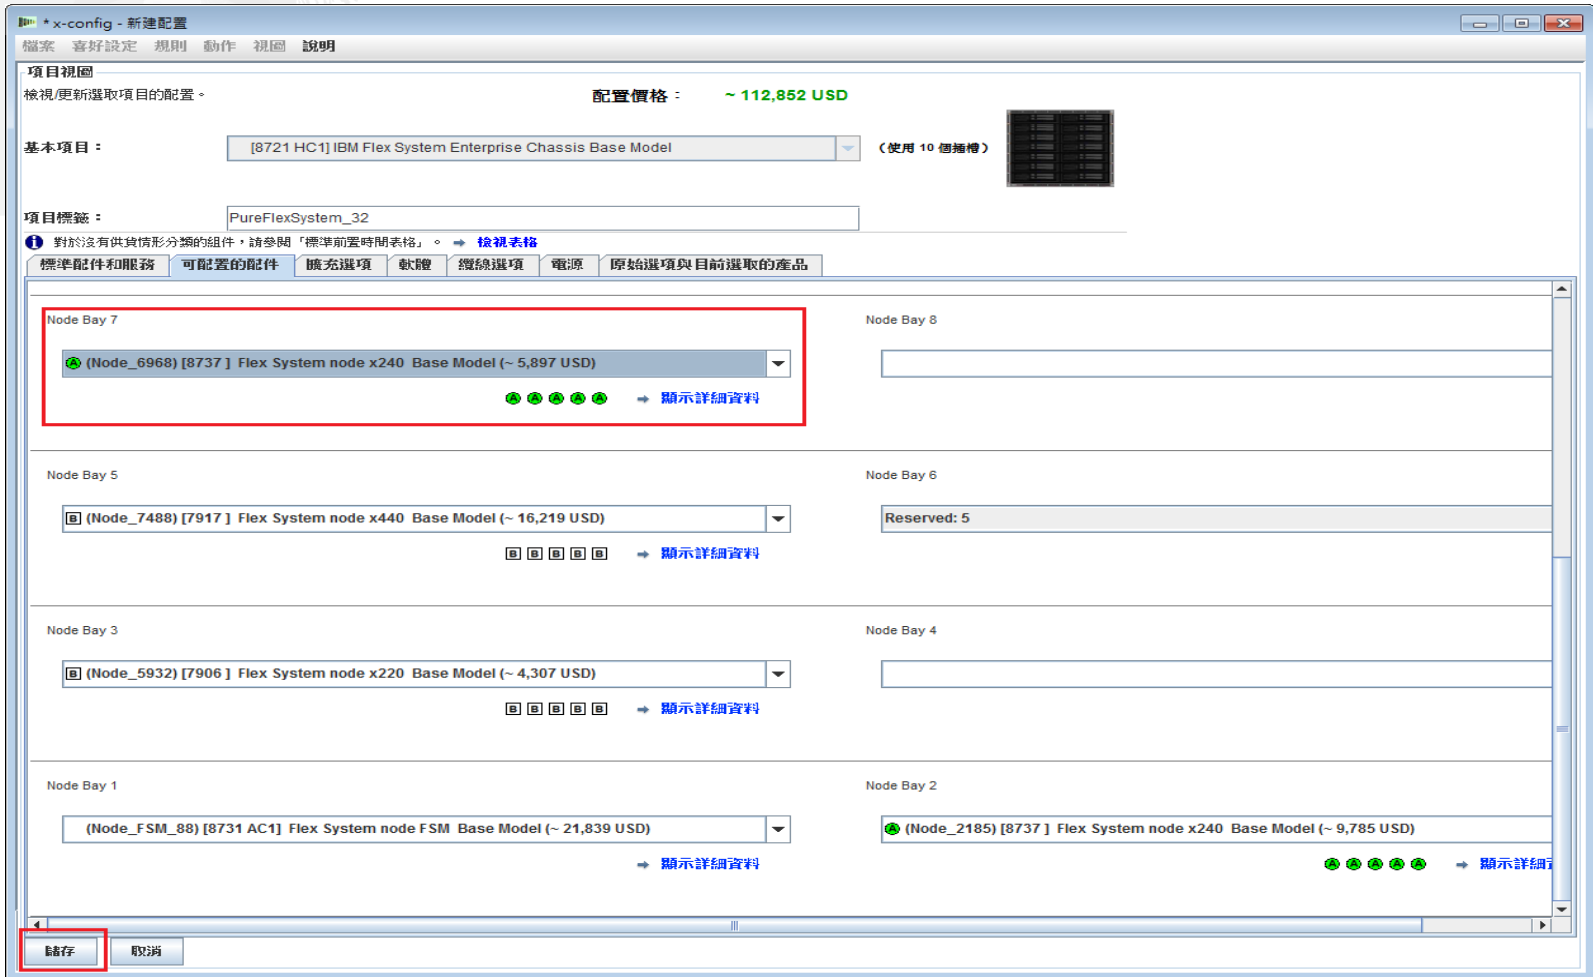 * x-config - 新建配置
檔案 喜好設定 規則 動作 視圖 說明
項目視圖
檢視/更新選取項目的配置。
配置價格： ~ 112,852 USD
基本項目： [8721 HC1] IBM Flex System Enterprise Chassis Base Model （使用 10 個插槽）
項目標籤： PureFlexSystem_32
對於沒有供貨情形分類的組件，請參閱「標準前置時間表格」。 ➡ 檢視表格
標準配件和服務 可配置的配件 擴充選項 軟體 纜線選項 電源 原始選項與目前選取的產品
Node Bay 7 Node Bay 8
A (Node_6968) [8737 ] Flex System node x240 Base Model (~ 5,897 USD)
A A A A A ➡ 顯示詳細資料
Node Bay 5 Node Bay 6
B (Node_7488) [7917 ] Flex System node x440 Base Model (~ 16,219 USD) Reserved: 5
B B B B B ➡ 顯示詳細資料
Node Bay 3 Node Bay 4
B (Node_5932) [7906 ] Flex System node x220 Base Model (~ 4,307 USD)
B B B B B ➡ 顯示詳細資料
Node Bay 1 Node Bay 2
(Node_FSM_88) [8731 AC1] Flex System node FSM Base Model (~ 21,839 USD) A (Node_2185) [8737 ] Flex System node x240 Base Model (~ 9,785 USD)
➡ 顯示詳細資料 A A A A A ➡ 顯示詳細
儲存 取消